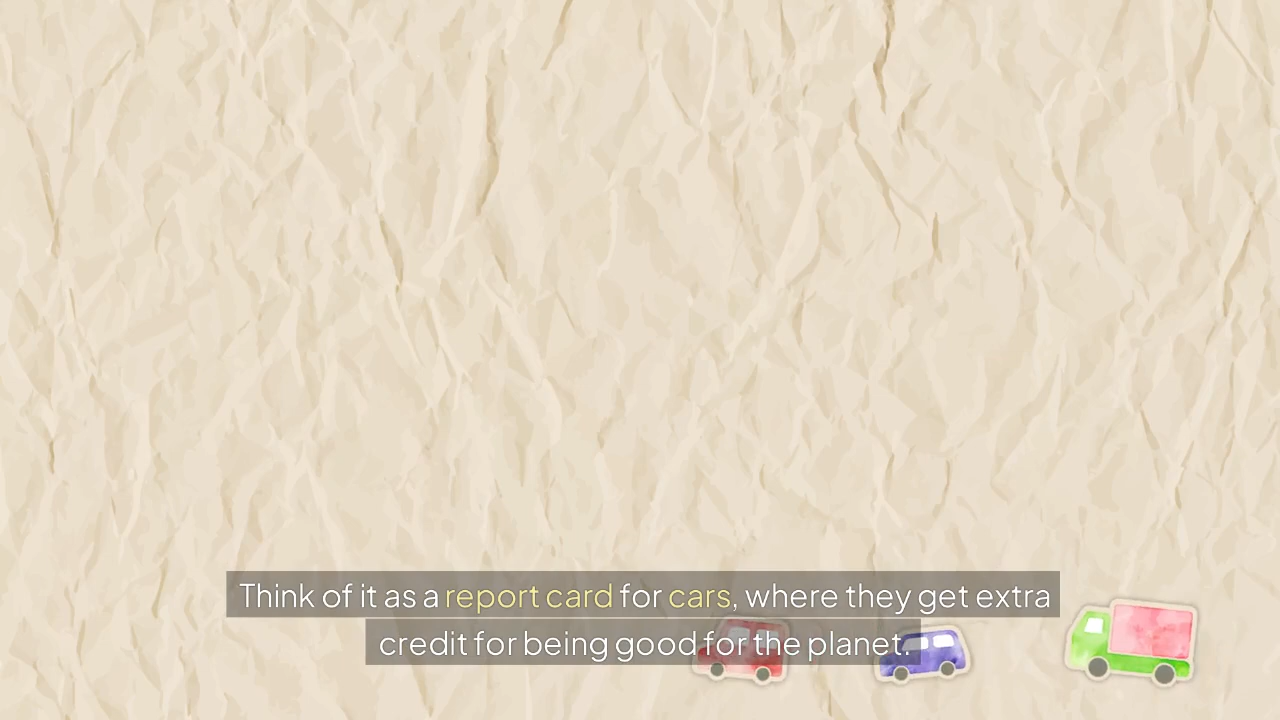 Think of it as a report card for cars, where they get extra
credit for being good for the planet.